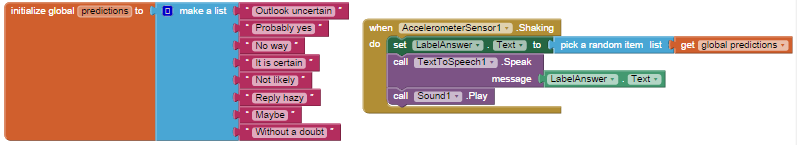 initialize global predictions to make a list " Outlook uncertain "
" Probably yes "
" No way "
" It is certain "
" Not likely "
" Reply hazy "
" Maybe "
" Without a doubt "
when AccelerometerSensor1 .Shaking
do set LabelAnswer . Text to pick a random item list get global predictions
call TextToSpeech1 .Speak
message LabelAnswer . Text
call Sound1 .Play